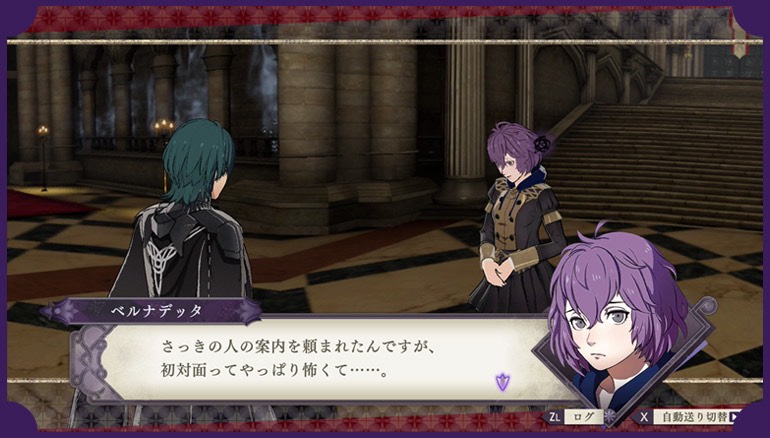 ベルナデッタ
さっきの人の案内を頼まれたんですが、
初対面ってやっぱり怖くて……。
ZL ログ X 自動送り切替